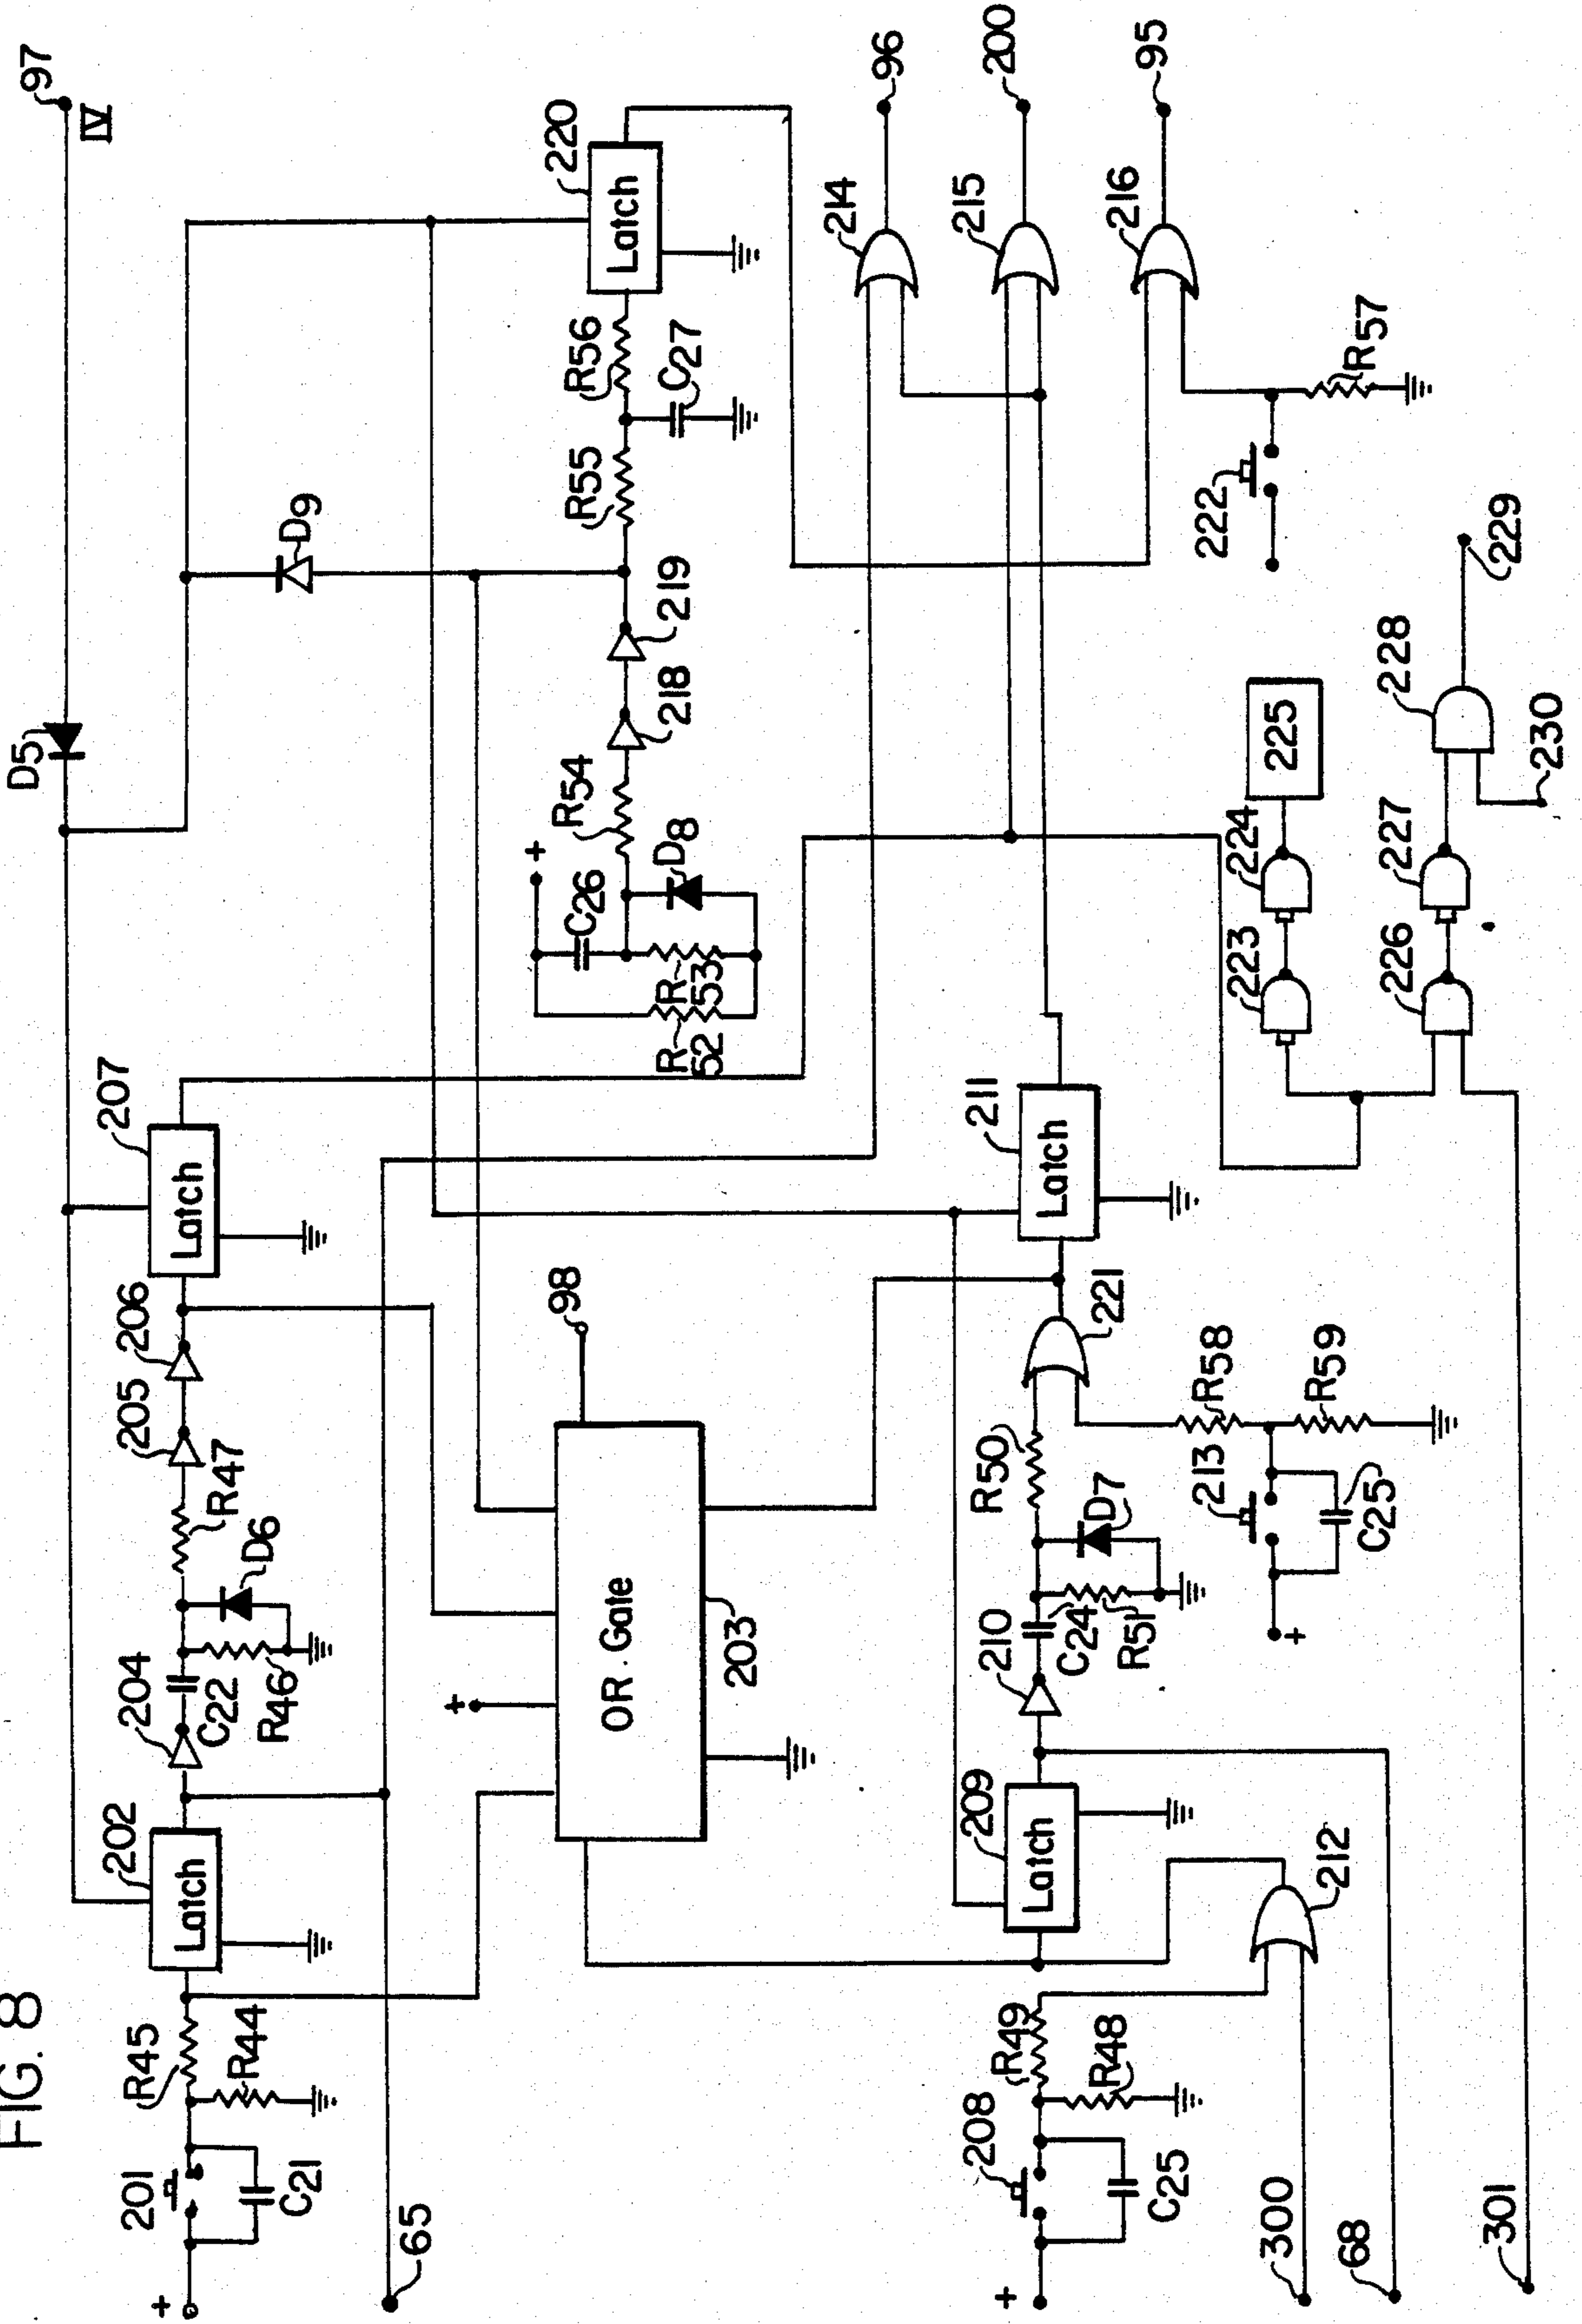 FIG. 8
97
IV
D5
207
202
Latch
Latch
R45
R44
201
C21
+
65
204
C22
R46
D6
R47
205
206
D9
220
Latch
R56
C27
R55
219
218
R54
D8
+
C26
R53
R52
98
OR Gate
203
+
214
96
215
200
216
95
222
R57
211
Latch
221
R50
D7
R58
R59
213
C25
+
210
C24
R51
209
Latch
212
R49
R48
208
C25
+
300
68
301
225
224
223
228
229
230
227
226